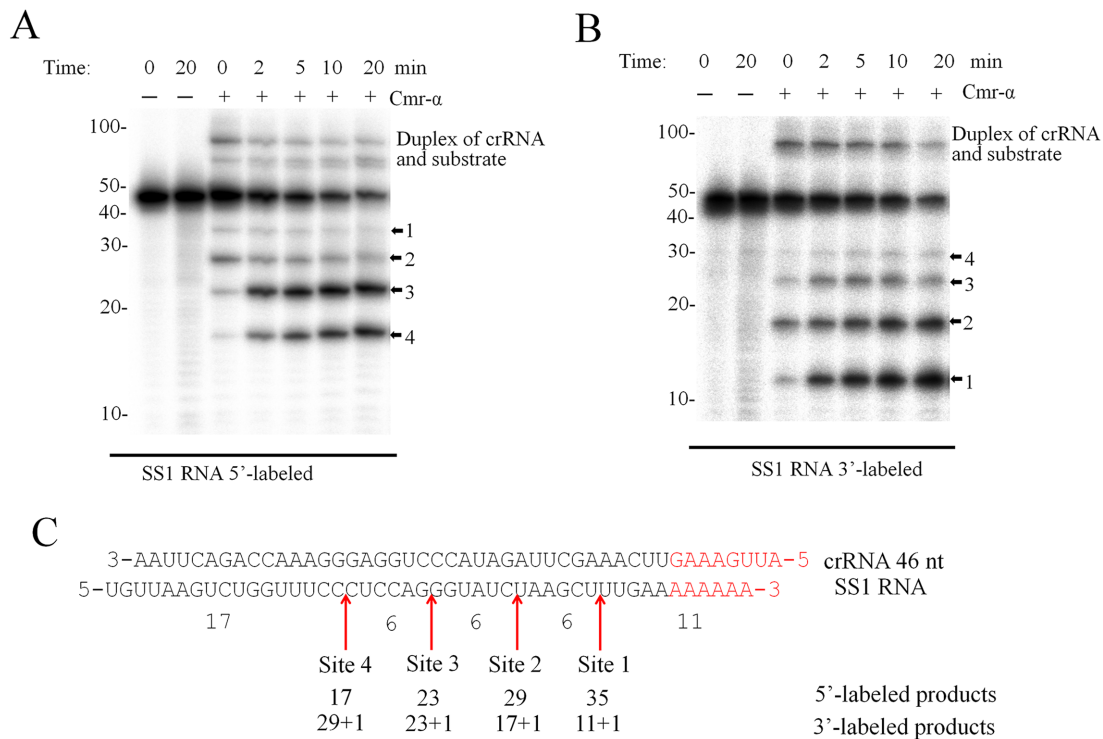 A
Time: 0 20 0 2 5 10 20 min
– – + + + + + Cmr-α
100-
Duplex of crRNA
and substrate
50-
40-
1
30-
2
3
20-
4
10-
SS1 RNA 5’-labeled
B
Time: 0 20 0 2 5 10 20 min
– – + + + + + Cmr-α
100-
Duplex of crRNA
and substrate
50-
40-
30-
4
3
20-
2
1
10-
SS1 RNA 3’-labeled
C
3-AAUUCAGACCAAAGGGAGGUCCCAUAGAUUCGAAACUUGAAAGUUA-5 crRNA 46 nt
5-UGUUAAGUCUGGUUUCCCUCCAGGGUAUCUAAGCUUUGAAAAAAAA-3 SS1 RNA
17 6 6 6 11
Site 4 Site 3 Site 2 Site 1
17 23 29 35 5’-labeled products
29+1 23+1 17+1 11+1 3’-labeled products